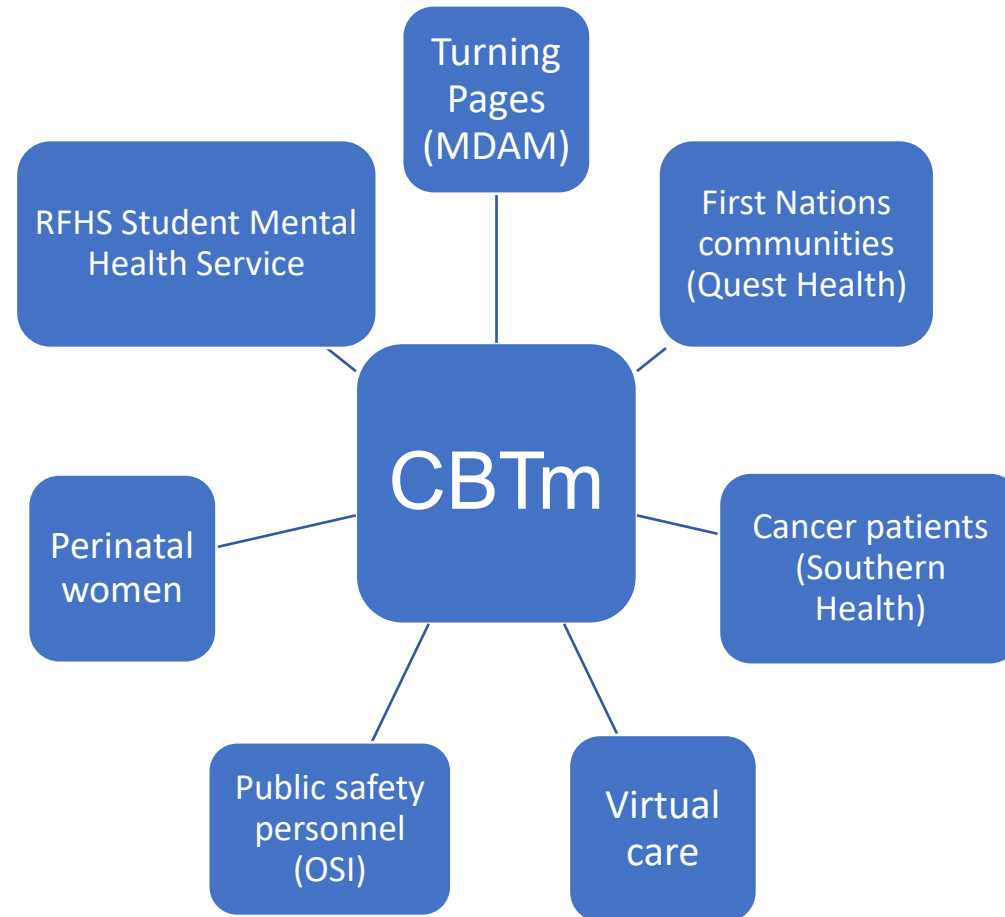 Turning
Pages
(MDAM)
RFHS Student Mental
Health Service
First Nations
communities
(Quest Health)
CBTm
Perinatal
women
Cancer patients
(Southern
Health)
Public safety
personnel
(OSI)
Virtual
care